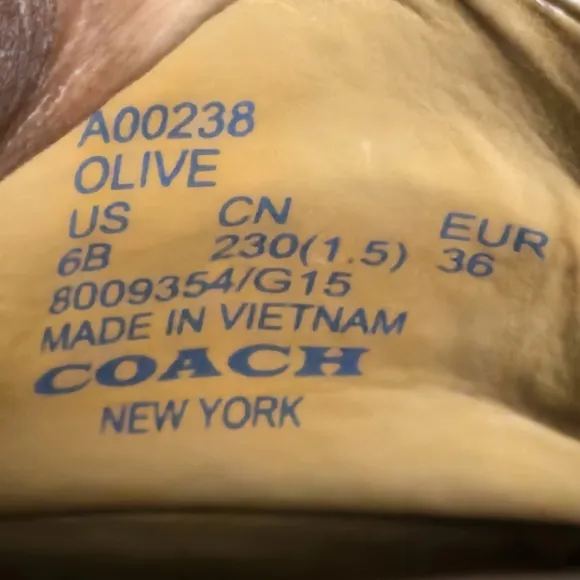 A00238
OLIVE
US CN EUR
6B 230(1.5) 36
8009354/G15
MADE IN VIETNAM
COACH
NEW YORK